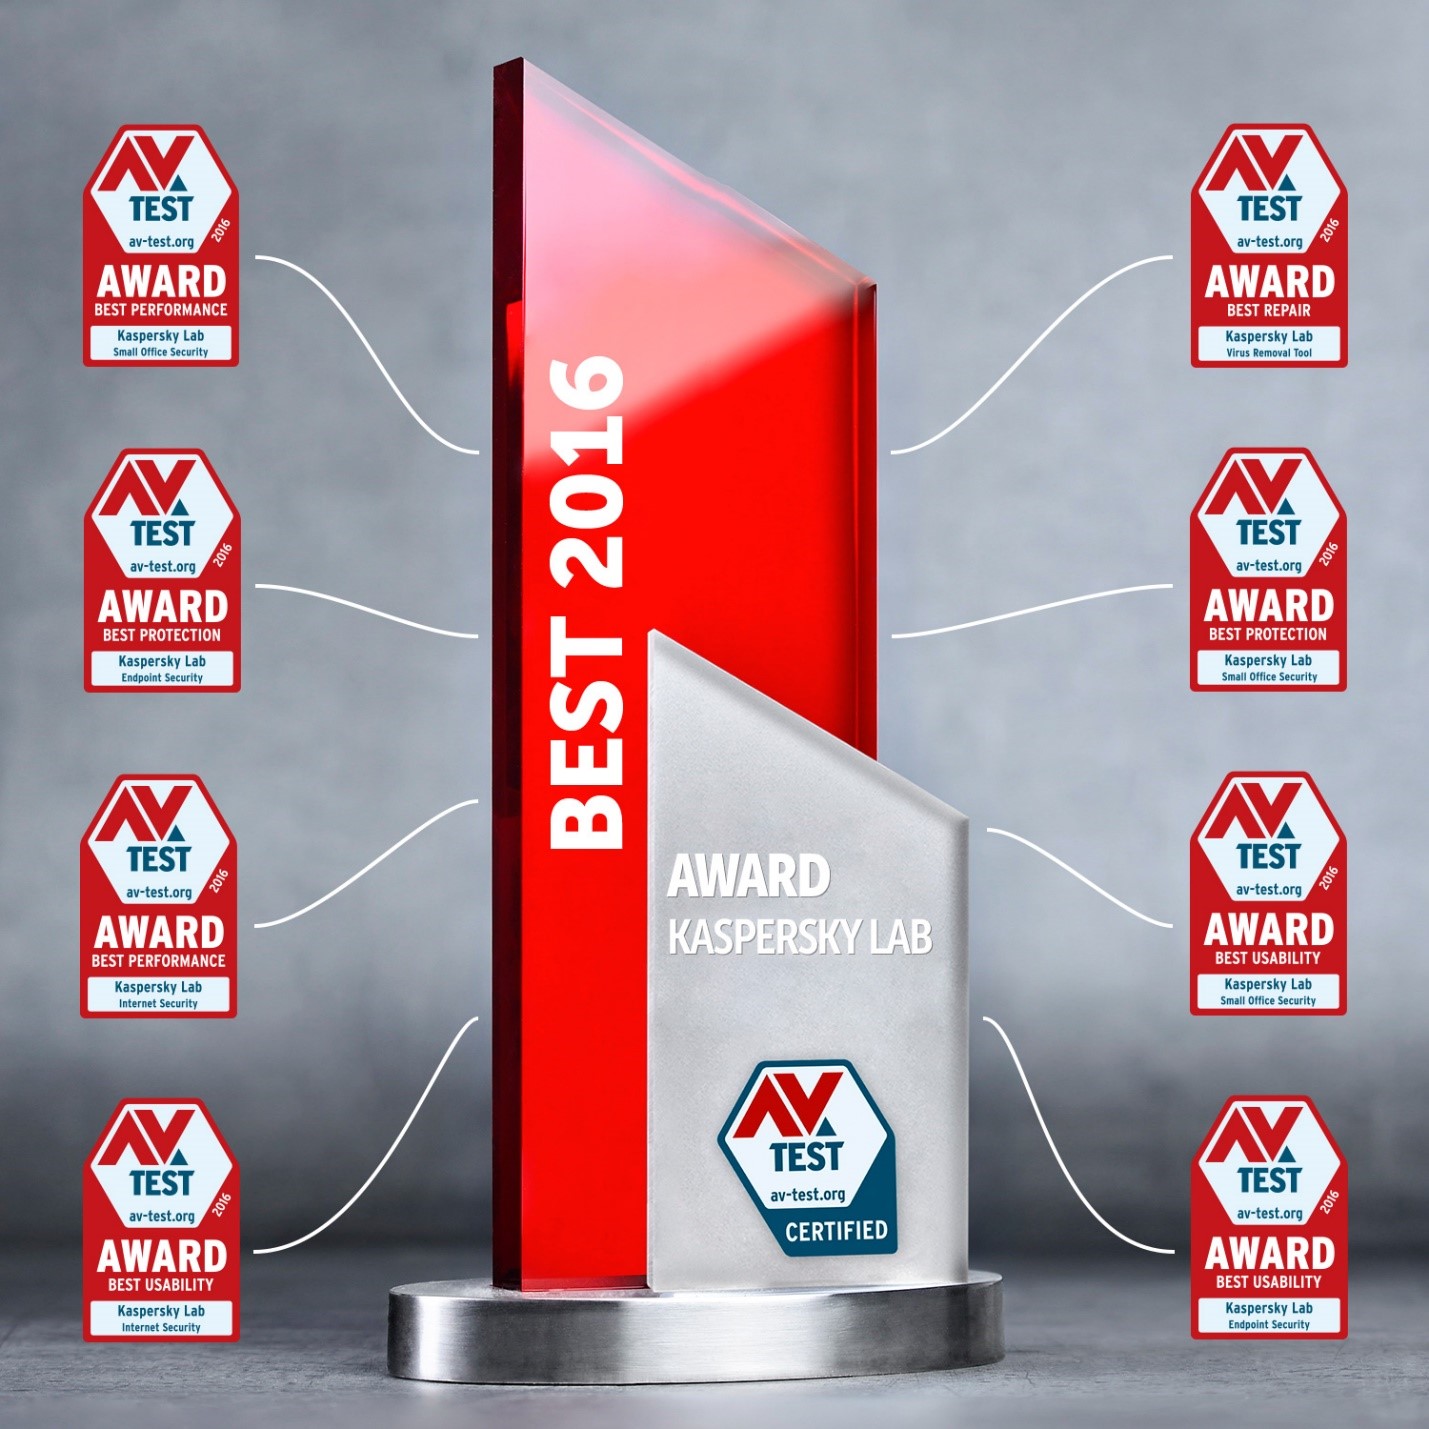 AV
TEST
av-test.org
2016
AWARD
BEST PERFORMANCE
Kaspersky Lab
Small Office Security
AV
TEST
av-test.org
2016
AWARD
BEST PROTECTION
Kaspersky Lab
Endpoint Security
AV
TEST
av-test.org
2016
AWARD
BEST PERFORMANCE
Kaspersky Lab
Internet Security
AV
TEST
av-test.org
2016
AWARD
BEST USABILITY
Kaspersky Lab
Internet Security
BEST 2016
AWARD
KASPERSKY LAB
AV
TEST
av-test.org
CERTIFIED
AV
TEST
av-test.org
2016
AWARD
BEST REPAIR
Kaspersky Lab
Virus Removal Tool
AV
TEST
av-test.org
2016
AWARD
BEST PROTECTION
Kaspersky Lab
Small Office Security
AV
TEST
av-test.org
2016
AWARD
BEST USABILITY
Kaspersky Lab
Small Office Security
AV
TEST
av-test.org
2016
AWARD
BEST USABILITY
Kaspersky Lab
Endpoint Security